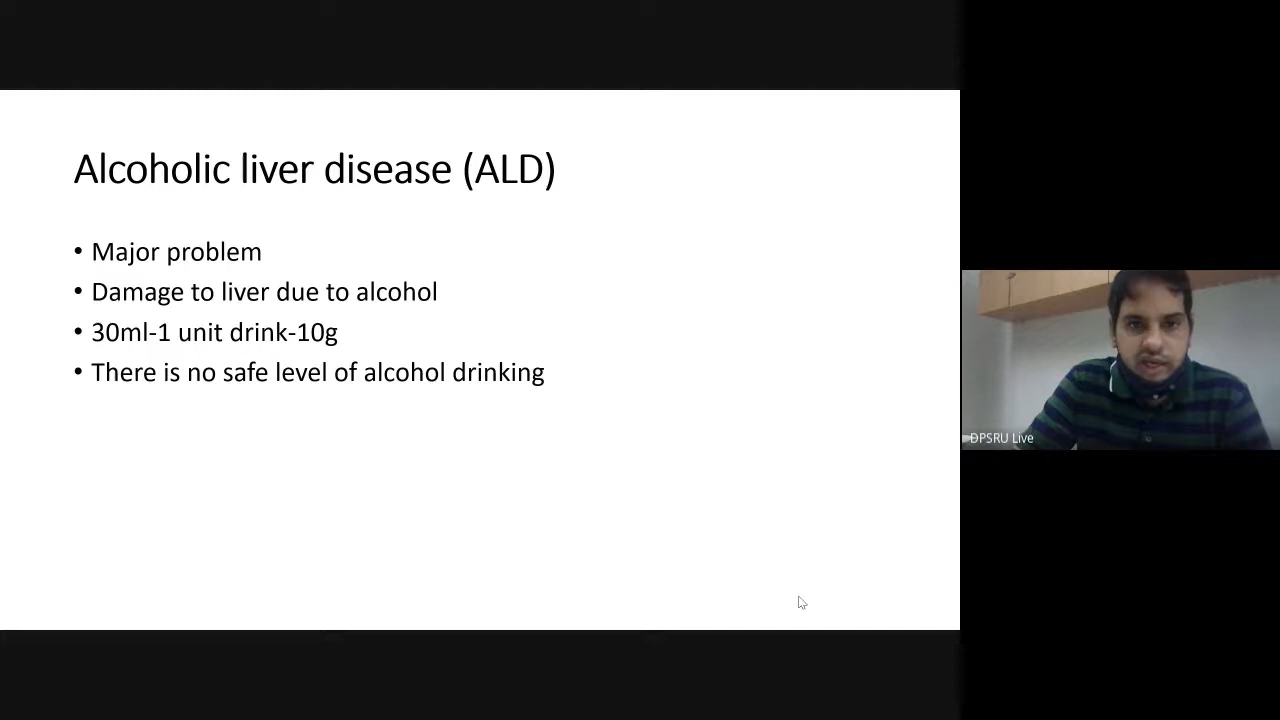 Alcoholic liver disease (ALD)
• Major problem
• Damage to liver due to alcohol
• 30ml-1 unit drink-10g
• There is no safe level of alcohol drinking
DPSRU Live